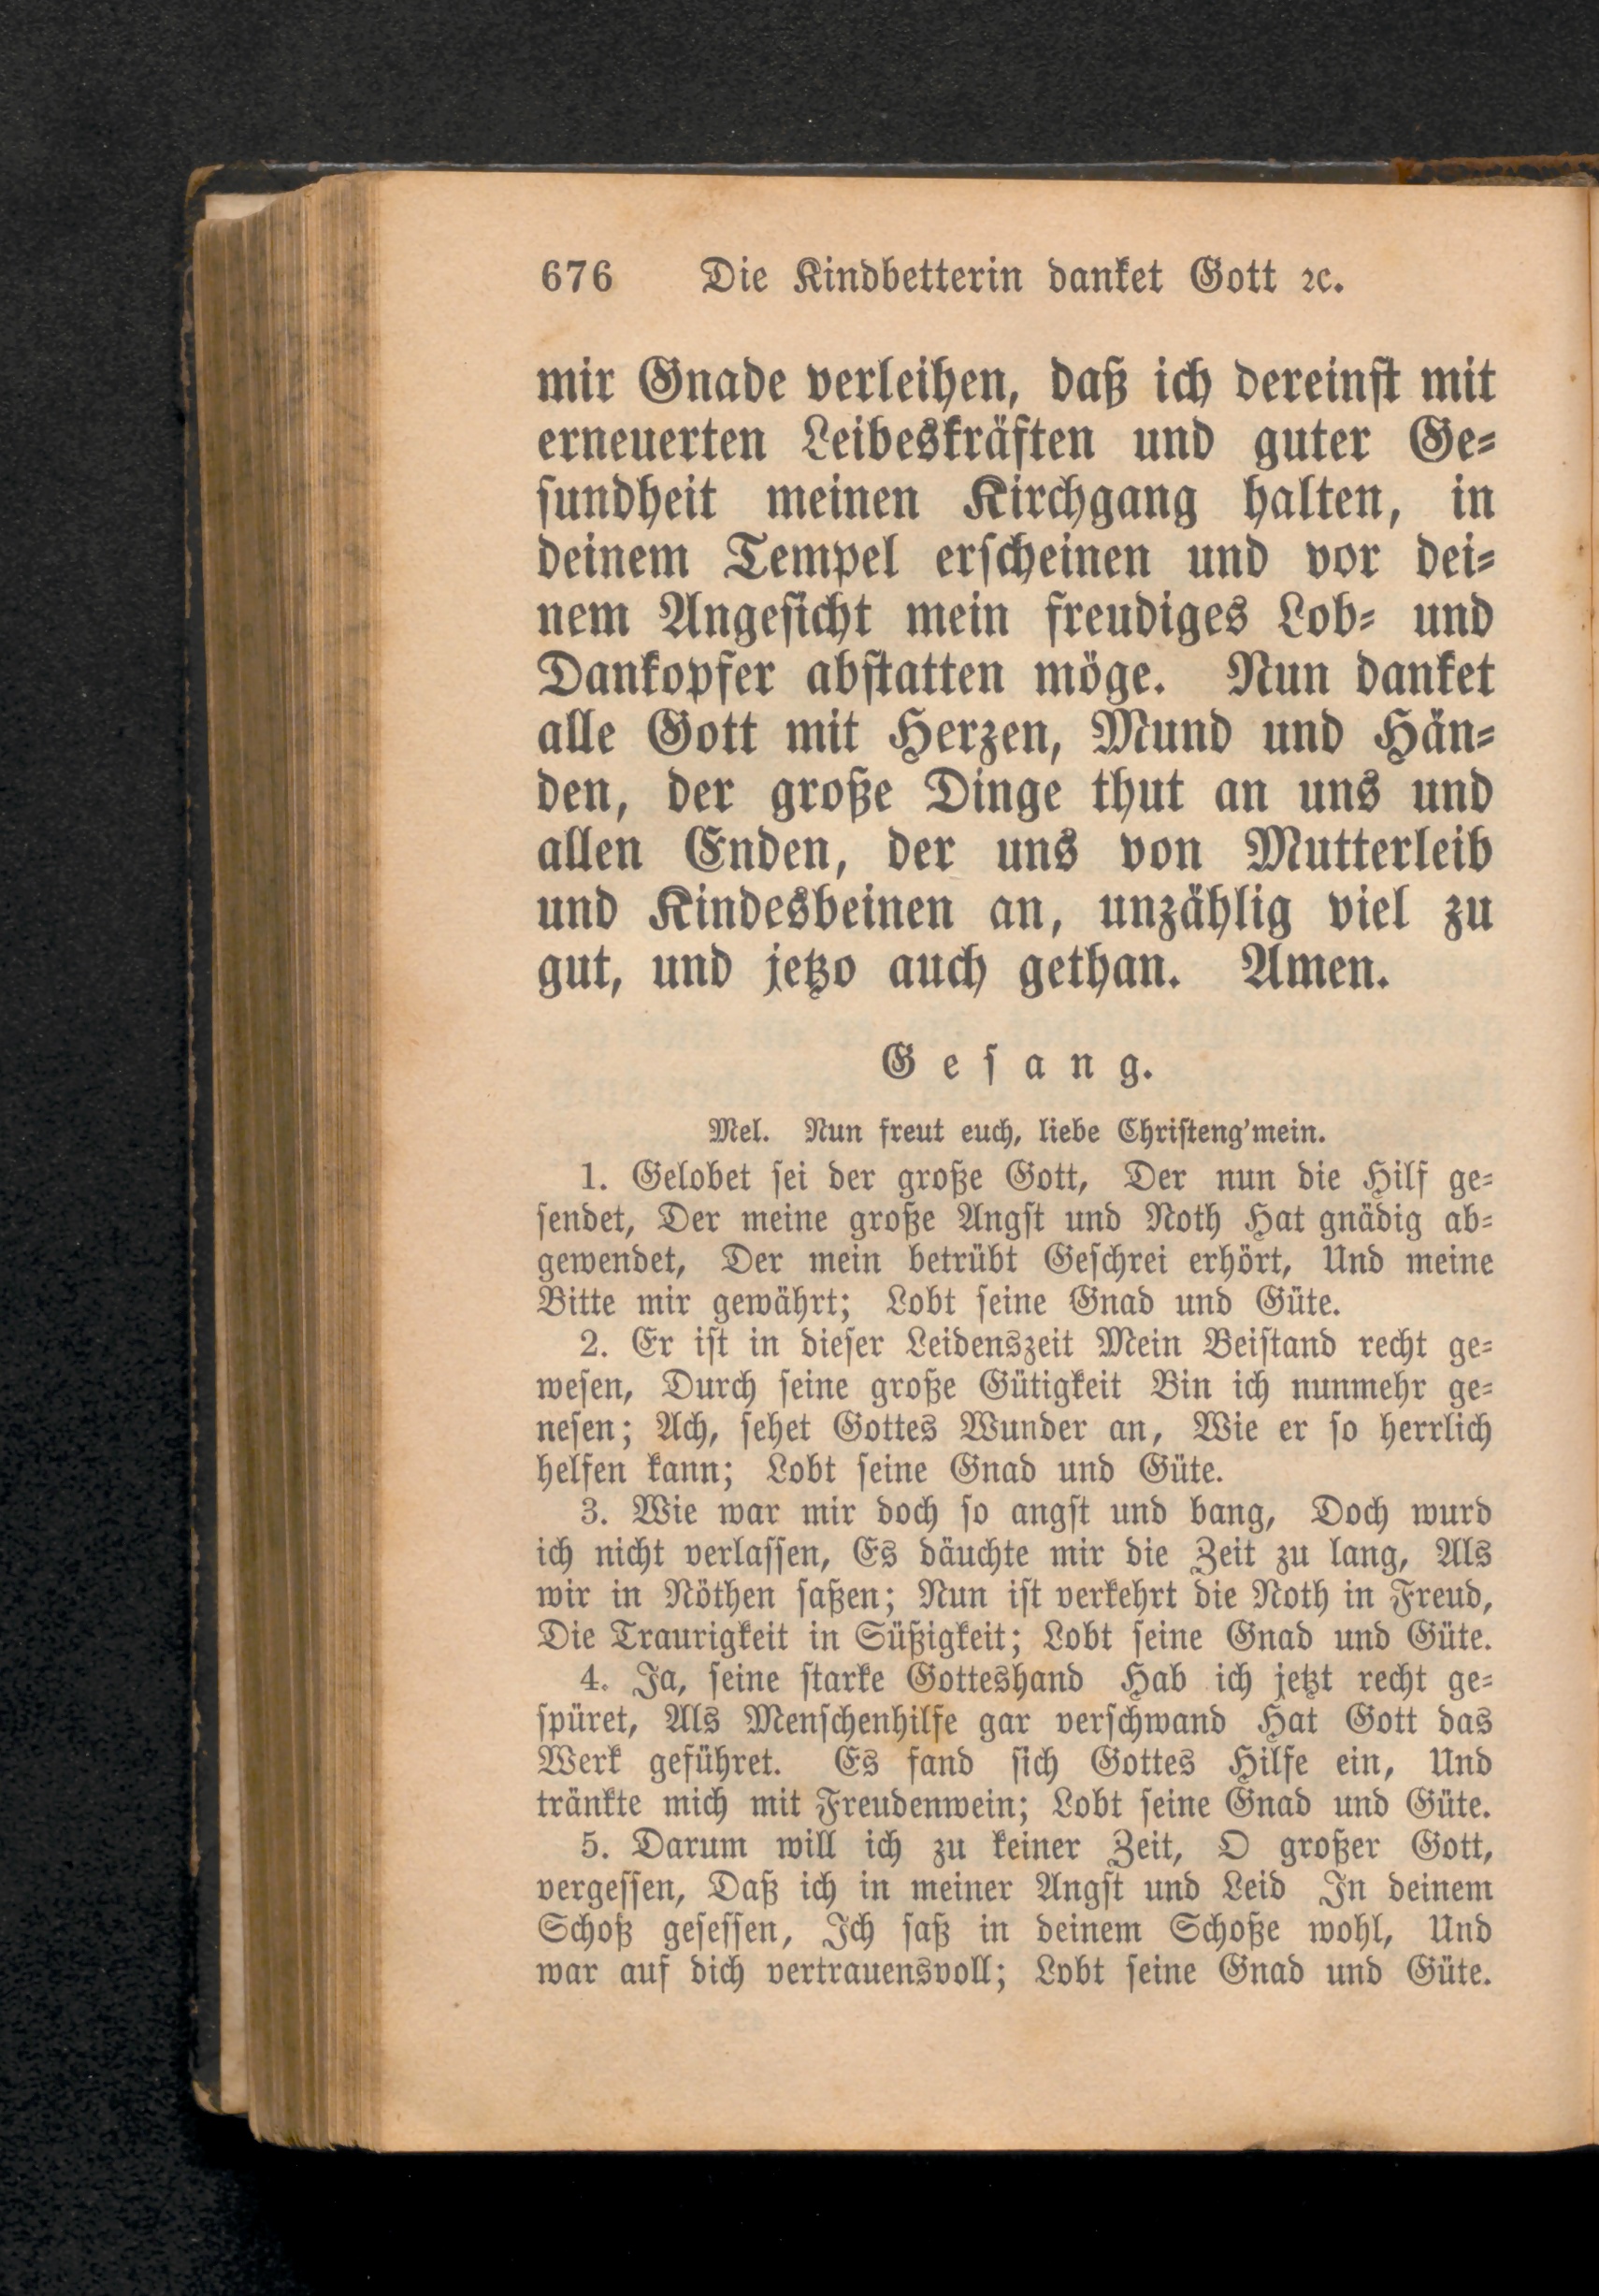 676 Die Kindbetterin danket Gott ꝛc.
mir Gnade verleihen, daß ich dereinſt mit
erneuerten Leibeskräften und guter Ge⸗
ſundheit meinen Kirchgang halten, in
deinem Tempel erſcheinen und vor dei⸗
nem Angeſicht mein freudiges Lob⸗ und
Dankopfer abſtatten möge. Nun danket
alle Gott mit Herzen, Mund und Hän⸗
den, der große Dinge thut an uns und
allen Enden, der uns von Mutterleib
und Kindesbeinen an, unzählig viel zu
gut, und jetzo auch gethan. Amen.
Geſang.
Mel. Nun freut euch, liebe Chriſteng'mein.
1. Gelobet ſei der große Gott, Der nun die Hilf ge⸗
ſendet, Der meine große Angſt und Noth Hat gnädig ab⸗
gewendet, Der mein betrübt Geſchrei erhört, Und meine
Bitte mir gewährt; Lobt ſeine Gnad und Güte.
2. Er iſt in dieſer Leidenszeit Mein Beiſtand recht ge⸗
weſen, Durch ſeine große Gütigkeit Bin ich nunmehr ge⸗
neſen; Ach, ſehet Gottes Wunder an, Wie er ſo herrlich
helfen kann; Lobt ſeine Gnad und Güte.
3. Wie war mir doch ſo angſt und bang, Doch wurd
ich nicht verlaſſen, Es däuchte mir die Zeit zu lang, Als
wir in Nöthen ſaßen; Nun iſt verkehrt die Noth in Freud,
Die Traurigkeit in Süßigkeit; Lobt ſeine Gnad und Güte.
4. Ja, ſeine ſtarke Gotteshand Hab ich jetzt recht ge⸗
ſpüret, Als Menſchenhilfe gar verſchwand Hat Gott das
Werk geführet. Es fand ſich Gottes Hilfe ein, Und
tränkte mich mit Freudenwein; Lobt ſeine Gnad und Güte.
5. Darum will ich zu keiner Zeit, O großer Gott,
vergeſſen, Daß ich in meiner Angſt und Leid In deinem
Schoß geſeſſen, Ich ſaß in deinem Schoße wohl, Und
war auf dich vertrauensvoll; Lobt ſeine Gnad und Güte.